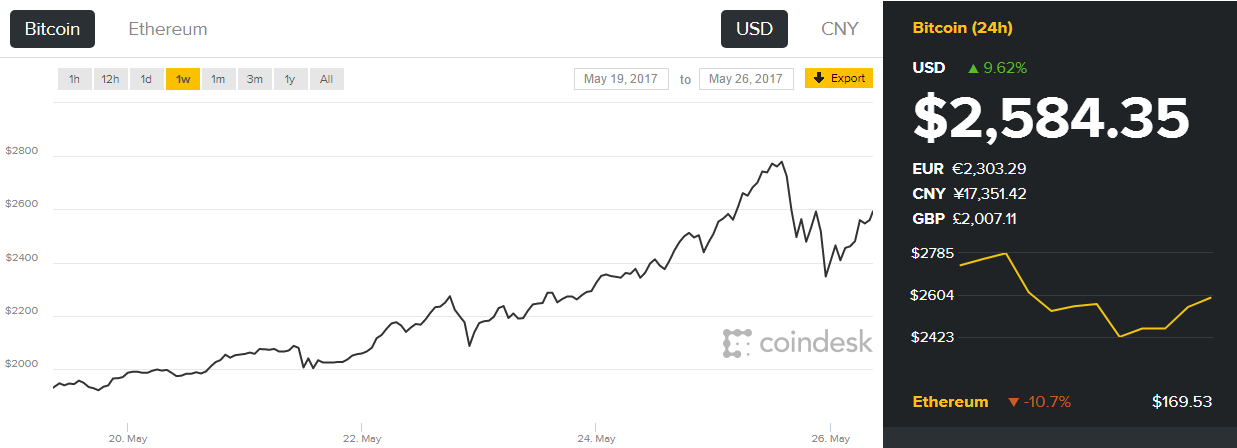 Bitcoin Ethereum USD CNY
1h 12h 1d 1w 1m 3m 1y All May 19, 2017 to May 26, 2017 Export
$2800
$2600
$2400
$2200
$2000
coindesk
20. May 22. May 24. May 26. May
Bitcoin (24h)
USD ▲ 9.62%
$2,584.35
EUR €2,303.29
CNY ¥17,351.42
GBP £2,007.11
$2785
$2604
$2423
Ethereum ▼ -10.7% $169.53